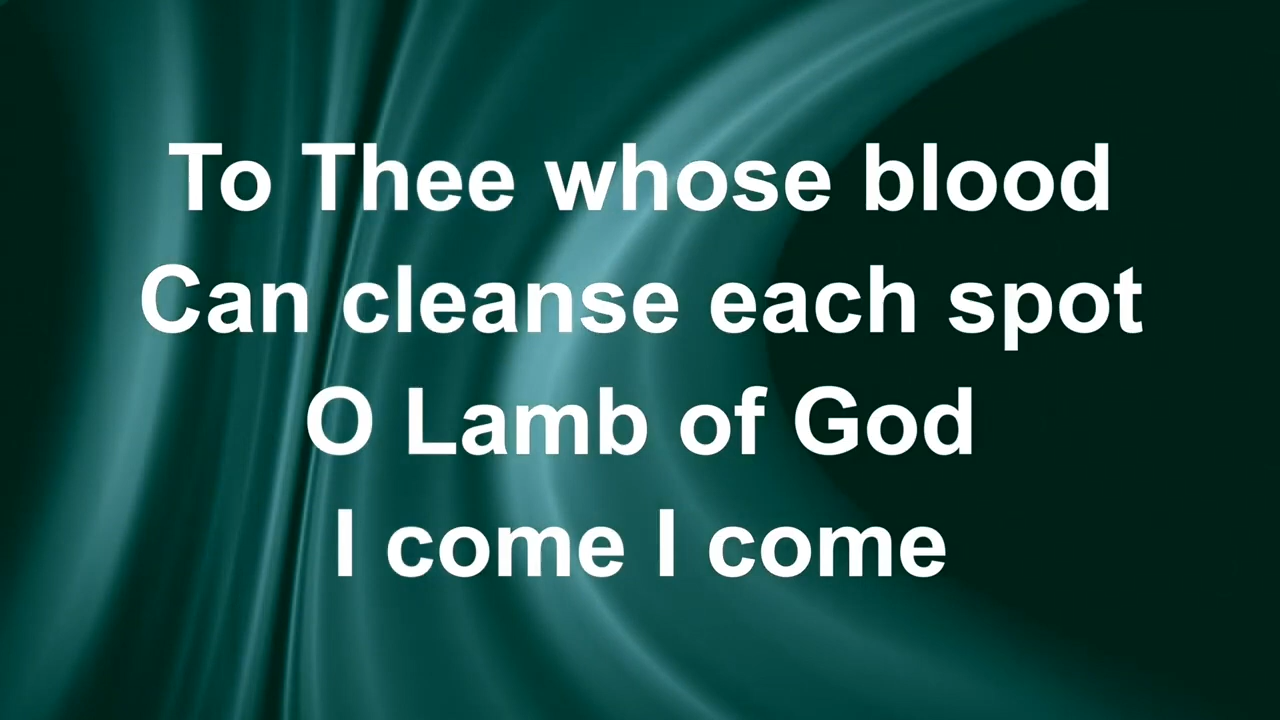 To Thee whose blood
Can cleanse each spot
O Lamb of God
I come I come